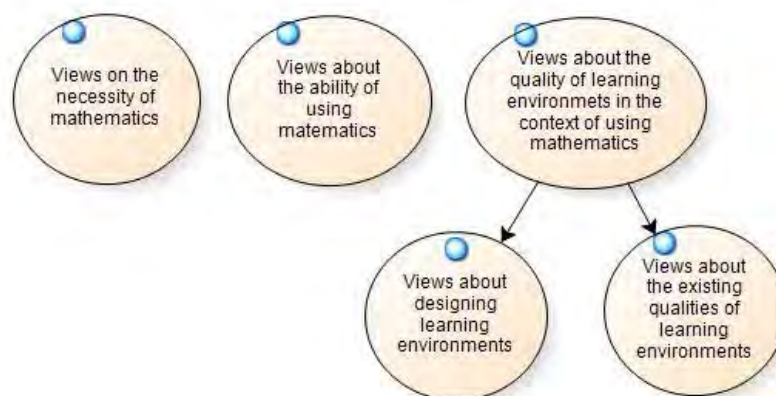 Views on the
necessity of
mathematics
Views about
the ability of
using
matematics
Views about the
quality of learning
environmets in the
context of using
mathematics
Views about
designing
learning
environments
Views about
the existing
qualities of
learning
environments